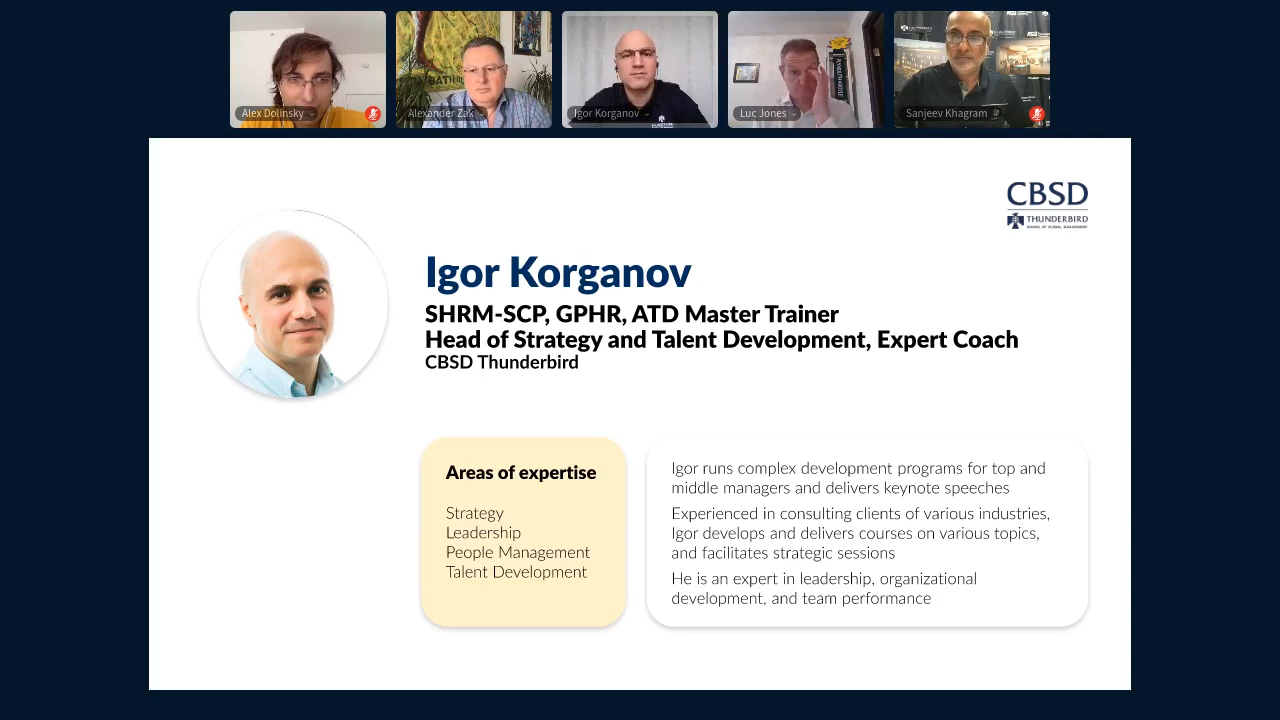 Alex Dolinsky
Alexander Zak
Igor Korganov
Luc Jones
Sanjeev Khagram
CBSD
THUNDERBIRD
SCHOOL OF GLOBAL MANAGEMENT
Igor Korganov
SHRM-SCP, GPHR, ATD Master Trainer
Head of Strategy and Talent Development, Expert Coach
CBSD Thunderbird
Areas of expertise
Strategy
Leadership
People Management
Talent Development
Igor runs complex development programs for top and
middle managers and delivers keynote speeches
Experienced in consulting clients of various industries,
Igor develops and delivers courses on various topics,
and facilitates strategic sessions
He is an expert in leadership, organizational
development, and team performance